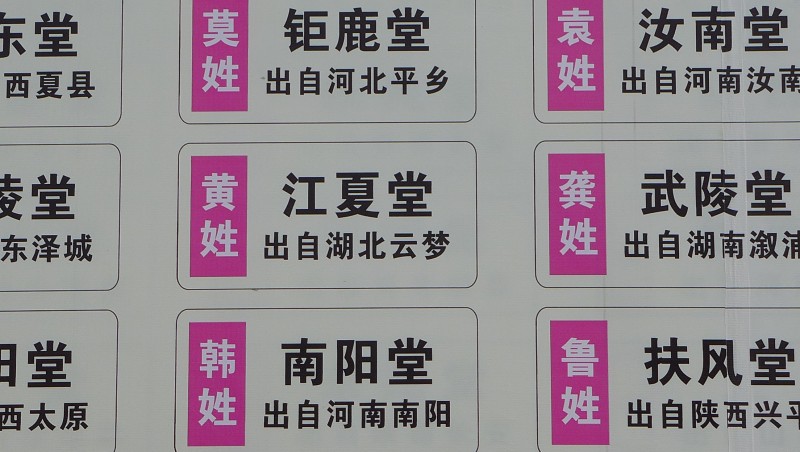 东堂
西夏县
莫姓
钜鹿堂
出自河北平乡
袁姓
汝南堂
出自河南汝南
陵堂
东泽城
黄姓
江夏堂
出自湖北云梦
龚姓
武陵堂
出自湖南溆浦
阳堂
西太原
韩姓
南阳堂
出自河南南阳
鲁姓
扶风堂
出自陕西兴平